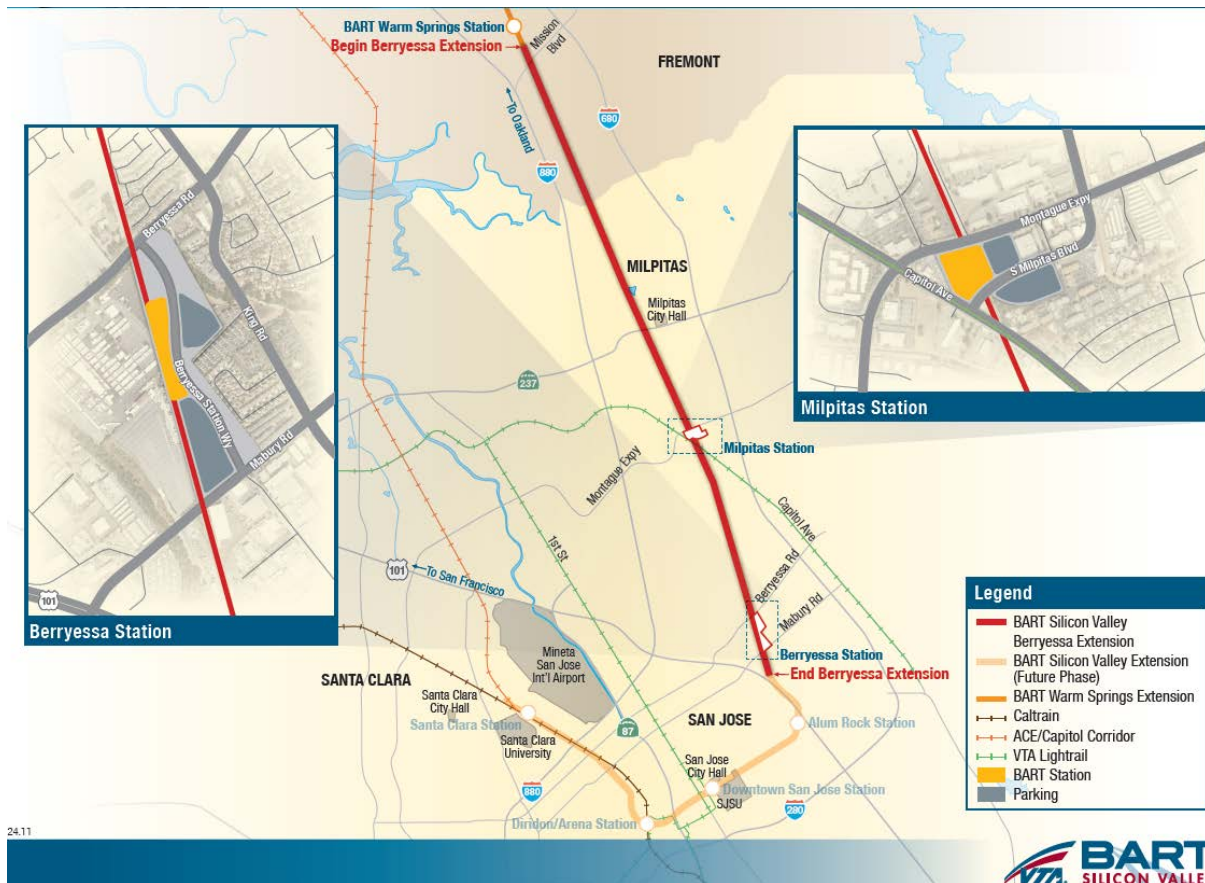 BART Warm Springs Station
Begin Berryessa Extension
Mission
Blvd
FREMONT
To Oakland
680
880
MILPITAS
Milpitas
City Hall
237
Milpitas Station
Montague Expy
Capitol Ave
1st St
101
To San Francisco
Berryessa Rd
Mabury Rd
Berryessa Station
End Berryessa Extension
Mineta
San Jose
Int'l Airport
SANTA CLARA
Santa Clara
City Hall
Santa Clara Station
Santa Clara
University
87
SAN JOSE
Alum Rock Station
San Jose
City Hall
Downtown San Jose Station
SJSU
880
280
Diridon/Arena Station
Berryessa Rd
King Rd
Berryessa Station Wy
Mabury Rd
101
Berryessa Station
Montague Expy
S Milpitas Blvd
Capitol Ave
Milpitas Station
Legend
BART Silicon Valley
Berryessa Extension
BART Silicon Valley Extension
(Future Phase)
BART Warm Springs Extension
Caltrain
ACE/Capitol Corridor
VTA Lightrail
BART Station
Parking
24.11
VTA
BART
SILICON VALLE